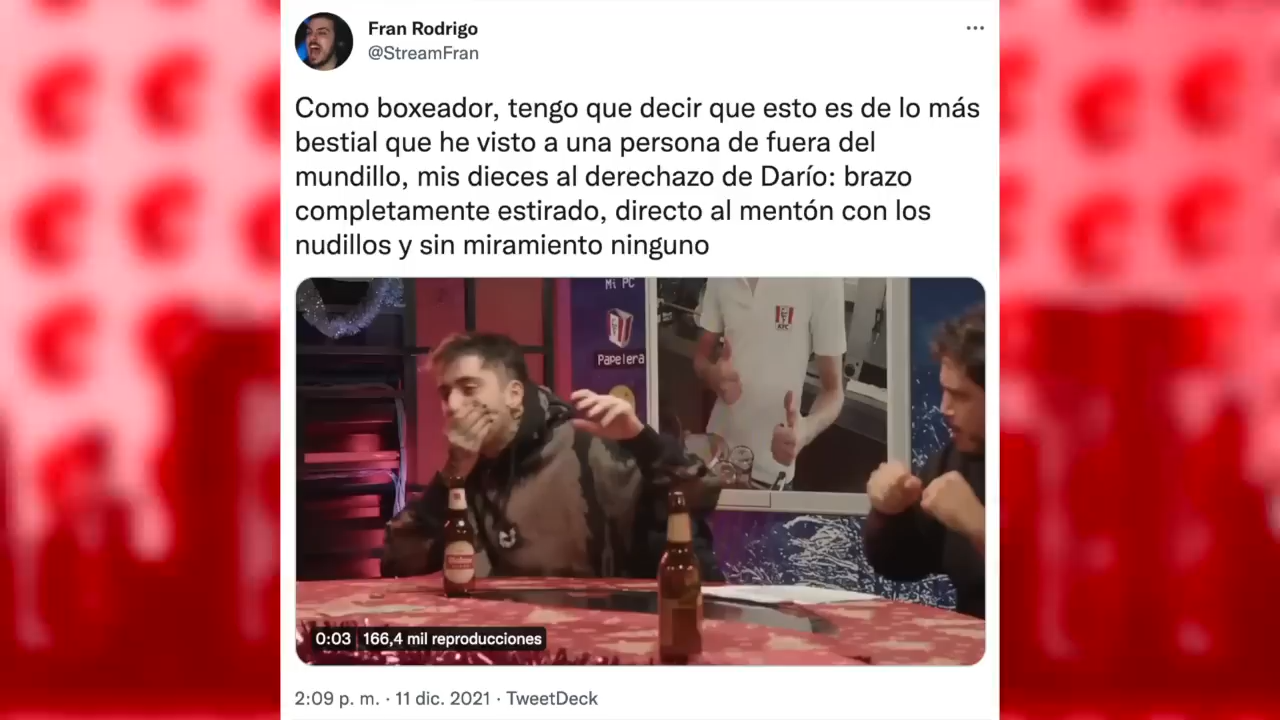 Fran Rodrigo
@StreamFran
Como boxeador, tengo que decir que esto es de lo más
bestial que he visto a una persona de fuera del
mundillo, mis dieces al derechazo de Darío: brazo
completamente estirado, directo al mentón con los
nudillos y sin miramiento ninguno
Mi PC
KFC
Papelera
0:03 166,4 mil reproducciones
2:09 p. m. · 11 dic. 2021 · TweetDeck